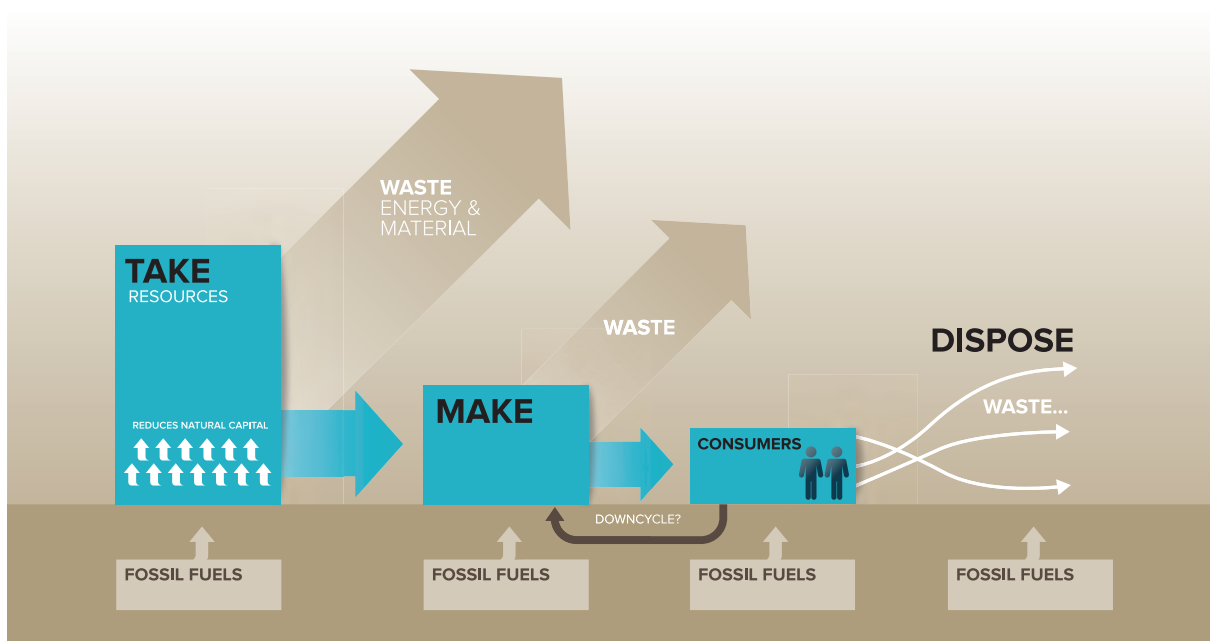 WASTE
ENERGY &
MATERIAL
TAKE
RESOURCES
REDUCES NATURAL CAPITAL
WASTE
MAKE
CONSUMERS
DISPOSE
WASTE...
DOWNCYCLE?
FOSSIL FUELS
FOSSIL FUELS
FOSSIL FUELS
FOSSIL FUELS